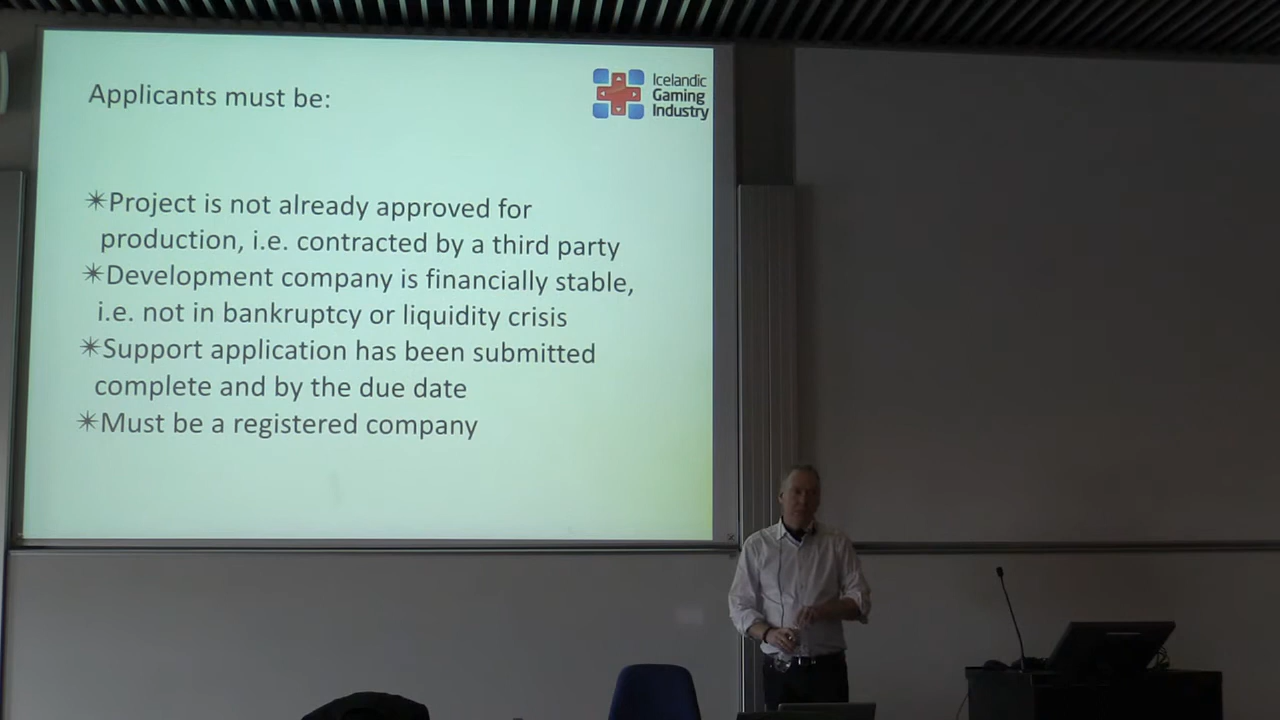 Applicants must be:
Icelandic
Gaming
Industry
✴Project is not already approved for
production, i.e. contracted by a third party
✴Development company is financially stable,
i.e. not in bankruptcy or liquidity crisis
✴Support application has been submitted
complete and by the due date
✴Must be a registered company